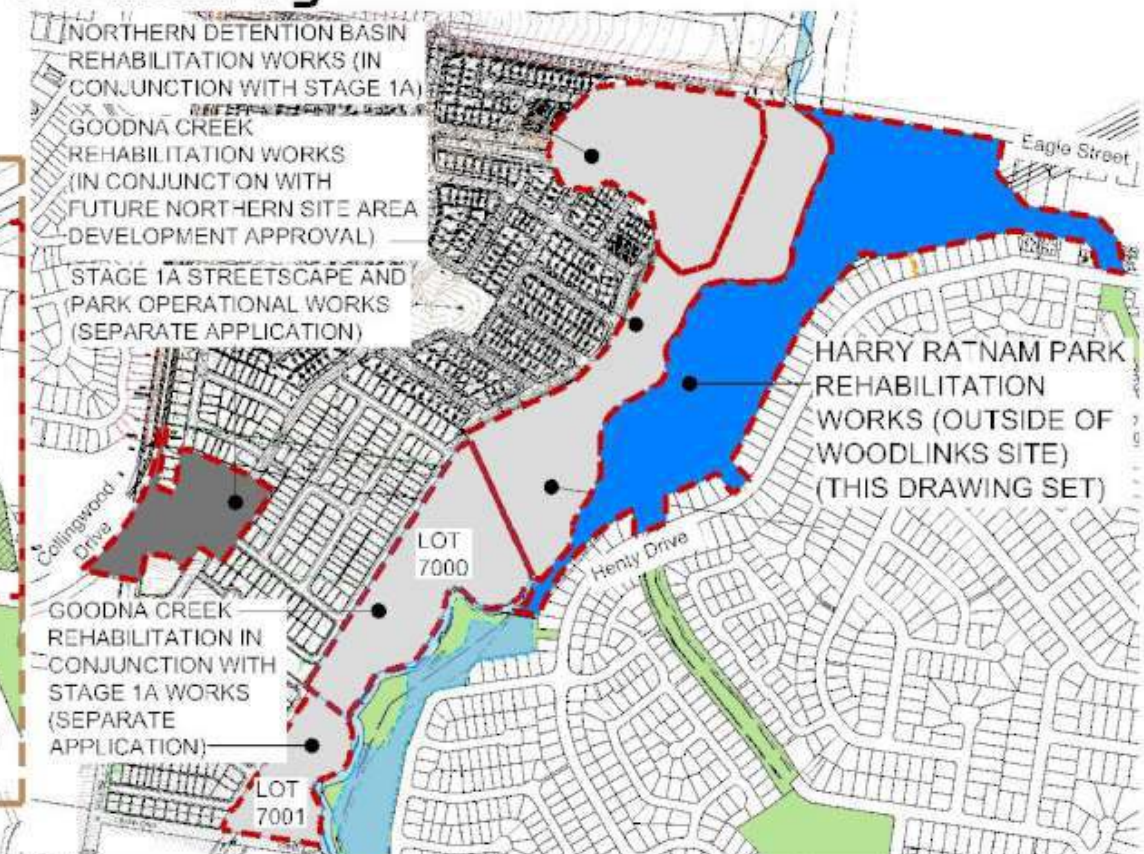 NORTHERN DETENTION BASIN
REHABILITATION WORKS (IN
CONJUNCTION WITH STAGE 1A)
GOODNA CREEK
REHABILITATION WORKS
(IN CONJUNCTION WITH
FUTURE NORTHERN SITE AREA
DEVELOPMENT APPROVAL)
STAGE 1A STREETSCAPE AND
PARK OPERATIONAL WORKS
(SEPARATE APPLICATION)
Eagle Street
HARRY RATNAM PARK
REHABILITATION
WORKS (OUTSIDE OF
WOODLINKS SITE)
(THIS DRAWING SET)
Collingwood
Drive
LOT
7000
Henty Drive
GOODNA CREEK
REHABILITATION IN
CONJUNCTION WITH
STAGE 1A WORKS
(SEPARATE
APPLICATION)
LOT
7001